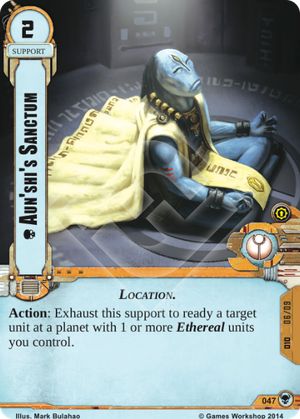 2
SUPPORT
AUN'SHI'S SANCTUM
LOCATION.
Action: Exhaust this support to ready a target
unit at a planet with 1 or more Ethereal units
you control.
010 06/09
047
Illus. Mark Bulahao
© Games Workshop 2014